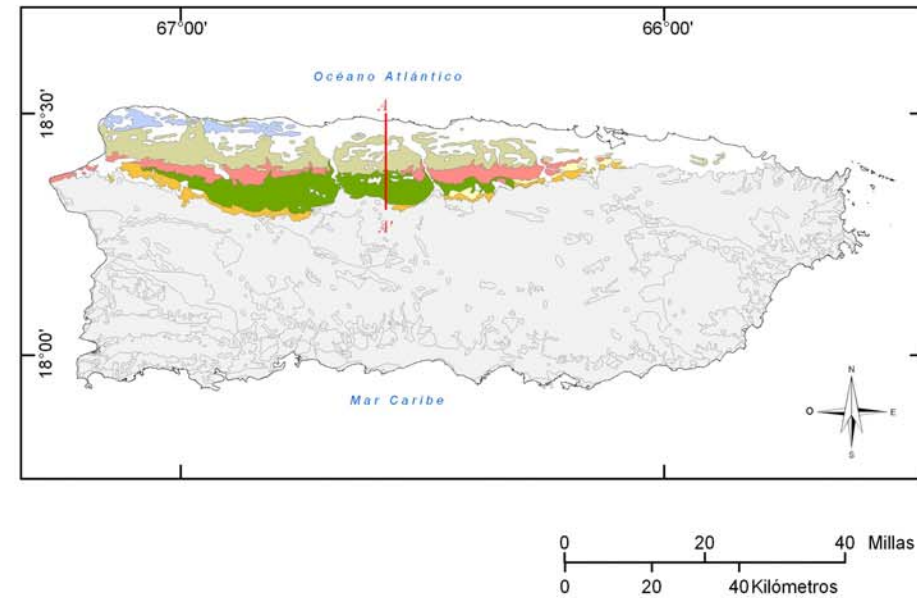 67°00' 66°00'
Océano Atlántico
18°30'
A
A'
18°00'
Mar Caribe
N
O E
S
0 20 40 Millas
0 20 40 Kilómetros